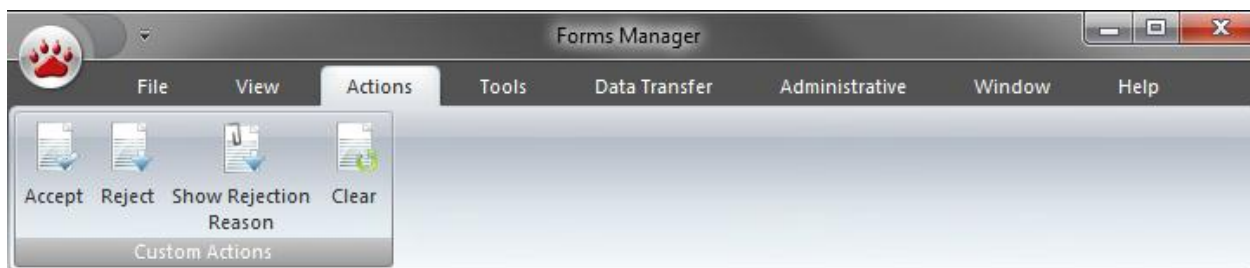 Forms Manager
File View Actions Tools Data Transfer Administrative Window Help
Accept Reject Show Rejection Reason Clear
Custom Actions